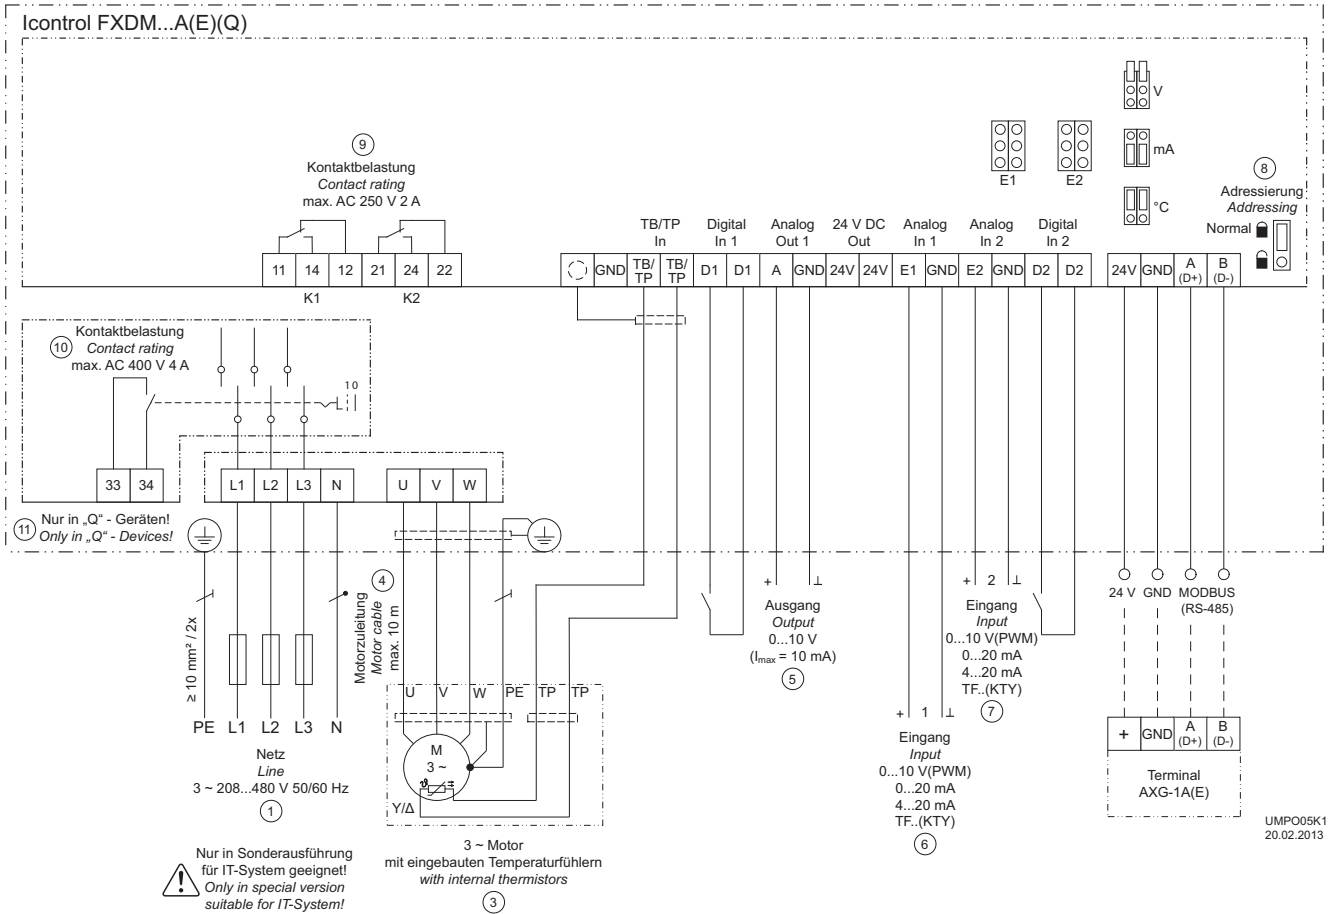 Icontrol FXDM...A(E)(Q)
V
mA
°C
E1
E2
8
Adressierung
Addressing
Normal
9
Kontaktbelastung
Contact rating
max. AC 250 V 2 A
TB/TP
In
Digital
In 1
Analog
Out 1
24 V DC
Out
Analog
In 1
Analog
In 2
Digital
In 2
11 14 12 21 24 22
K1 K2
GND TB/TP TB/TP D1 D1 A GND 24V 24V E1 GND E2 GND D2 D2
24V GND A (D+) B (D-)
10
Kontaktbelastung
Contact rating
max. AC 400 V 4 A
1 0
33 34
L1 L2 L3 N
U V W
11
Nur in „Q“ - Geräten!
Only in „Q“ - Devices!
≥ 10 mm² / 2x
4
Motorzuleitung
Motor cable
max. 10 m
PE L1 L2 L3 N
Netz
Line
3 ~ 208...480 V 50/60 Hz
1
Nur in Sonderausführung
für IT-System geeignet!
Only in special version
suitable for IT-System!
U V W PE TP TP
M
3 ~
ϑ
Y/Δ
3 ~ Motor
mit eingebauten Temperaturfühlern
with internal thermistors
3
+ ⊥
Ausgang
Output
0...10 V
(Imax = 10 mA)
5
+ 1 ⊥
Eingang
Input
0...10 V(PWM)
0...20 mA
4...20 mA
TF..(KTY)
6
+ 2 ⊥
Eingang
Input
0...10 V(PWM)
0...20 mA
4...20 mA
TF..(KTY)
7
24 V GND MODBUS
(RS-485)
+ GND A (D+) B (D-)
Terminal
AXG-1A(E)
UMPO05K1
20.02.2013